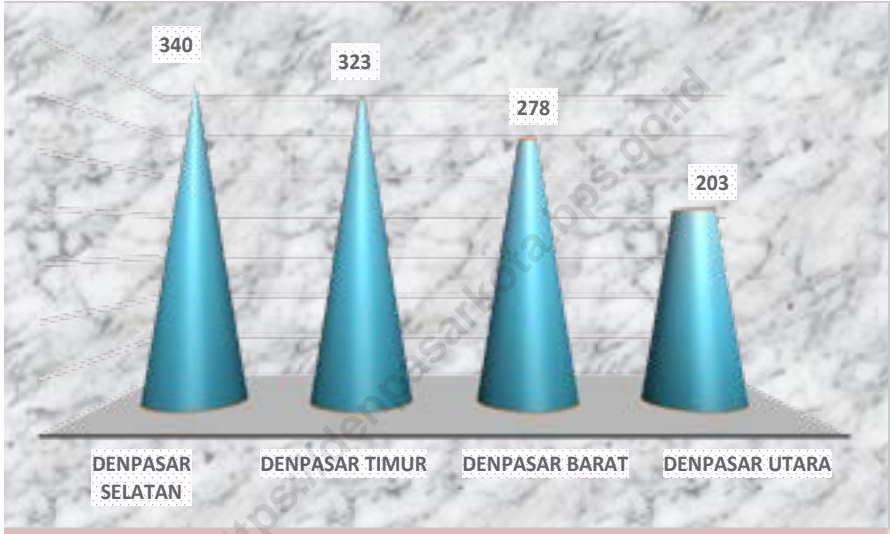 340
323
278
203
DENPASAR
SELATAN
DENPASAR TIMUR
DENPASAR BARAT
DENPASAR UTARA
https://denpasarkota.bps.go.id